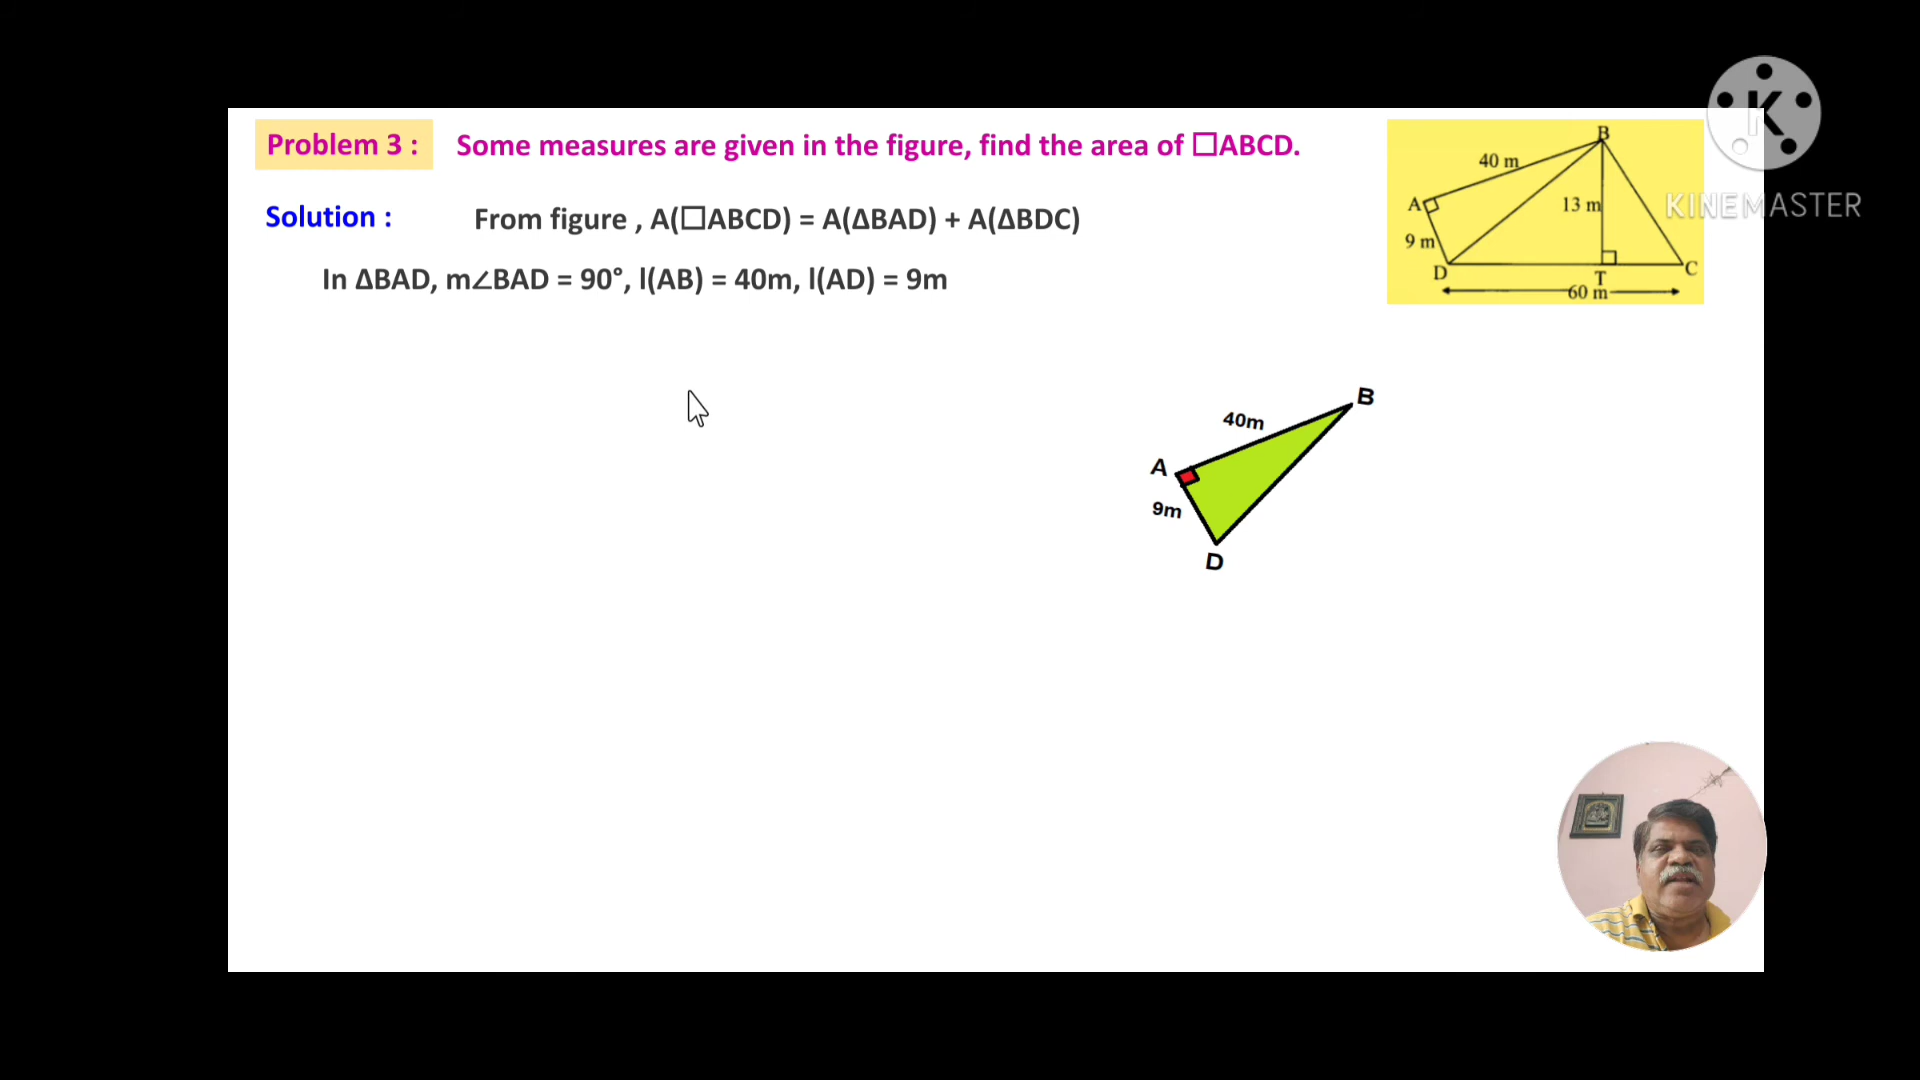 Problem 3 : Some measures are given in the figure, find the area of □ABCD.
Solution : From figure , A(□ABCD) = A(ΔBAD) + A(ΔBDC)
In ΔBAD, m∠BAD = 90°, l(AB) = 40m, l(AD) = 9m
B
40 m
A
13 m
9 m
D
T
C
60 m
K
KINEMASTER
B
40m
A
9m
D